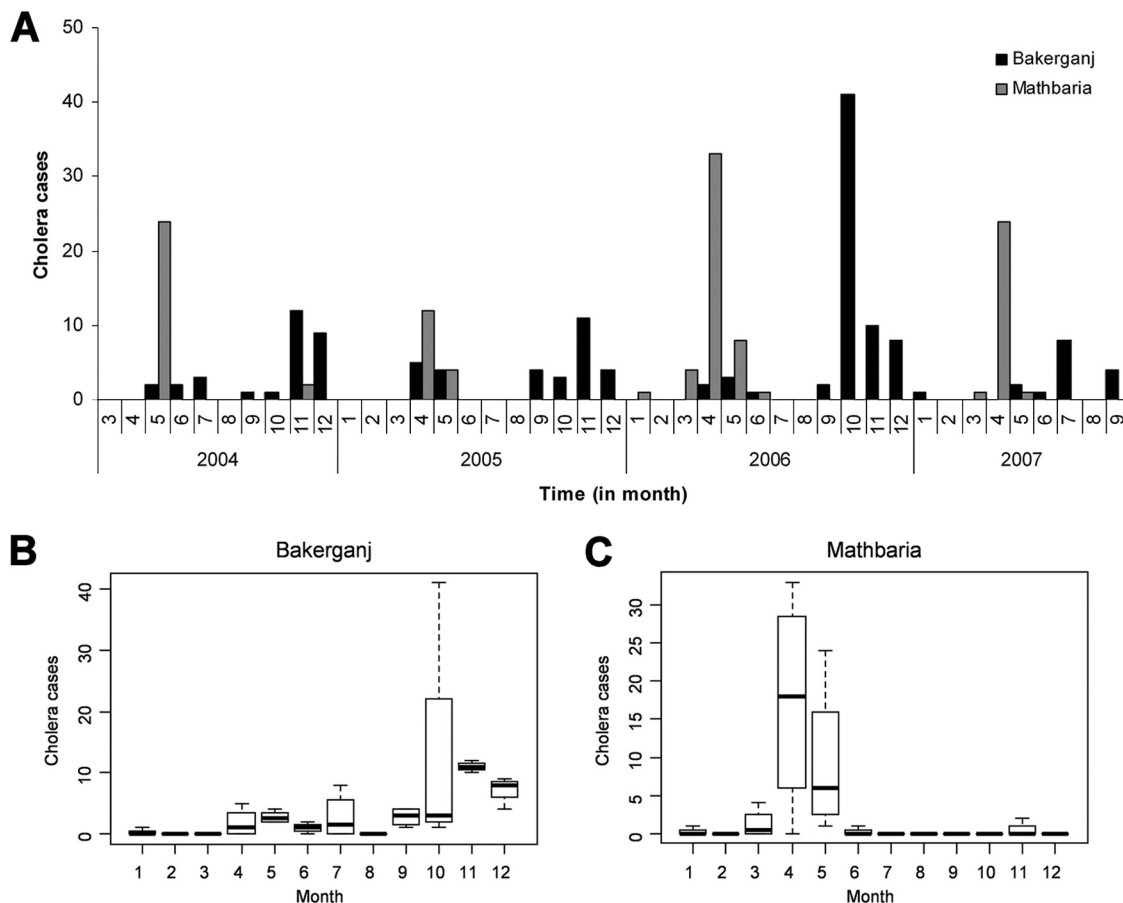 A
50
40
30
20
10
0
Cholera cases
Bakerganj
Mathbaria
3 4 5 6 7 8 9 10 11 12 1 2 3 4 5 6 7 8 9 10 11 12 1 2 3 4 5 6 7 8 9 10 11 12 1 2 3 4 5 6 7 8 9
2004 2005 2006 2007
Time (in month)
B
Bakerganj
40
30
20
10
0
Cholera cases
1 2 3 4 5 6 7 8 9 10 11 12
Month
C
Mathbaria
30
25
20
15
10
5
0
Cholera cases
1 2 3 4 5 6 7 8 9 10 11 12
Month